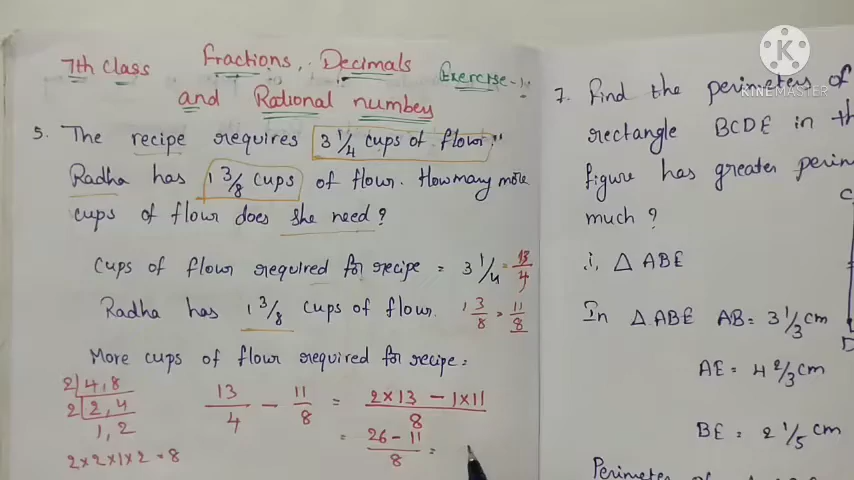 7th Class Fractions, Decimals Exercise-1
and Rational number
5. The recipe requires 3 1/4 cups of flour."
Radha has 1 3/8 cups of flour. How many more
cups of flour does she need?
Cups of flour required for recipe = 3 1/4 = 13/4
Radha has 1 3/8 cups of flour. 1 3/8 = 11/8
More cups of flour required for recipe =
2 | 4, 8
2 | 2, 4
1, 2
2 × 2 × 1 × 2 = 8
13/4 - 11/8 = 2×13 - 1×11 / 8
= 26 - 11 / 8 =
7. Find the perimeters of
rectangle BCDE in th
figure has greater perim
much?
i. △ ABE
In △ ABE AB = 3 1/3 cm
AE = 4 2/3 cm
BE = 2 1/5 cm
Perimeter of
KINEMASTER